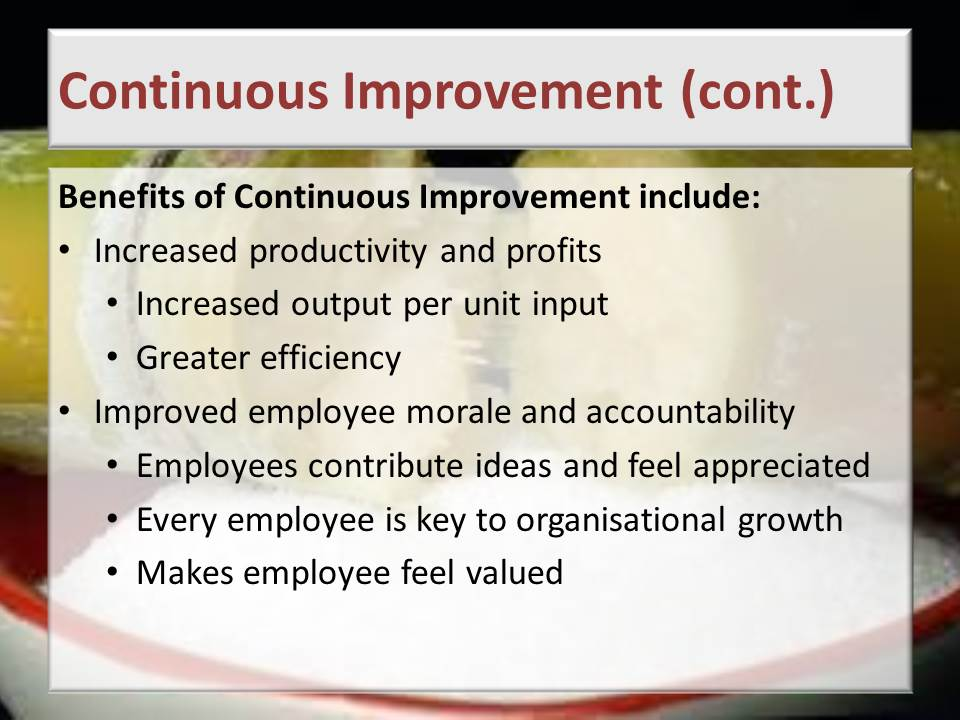 Continuous Improvement (cont.)
Benefits of Continuous Improvement include:
• Increased productivity and profits
• Increased output per unit input
• Greater efficiency
• Improved employee morale and accountability
• Employees contribute ideas and feel appreciated
• Every employee is key to organisational growth
• Makes employee feel valued